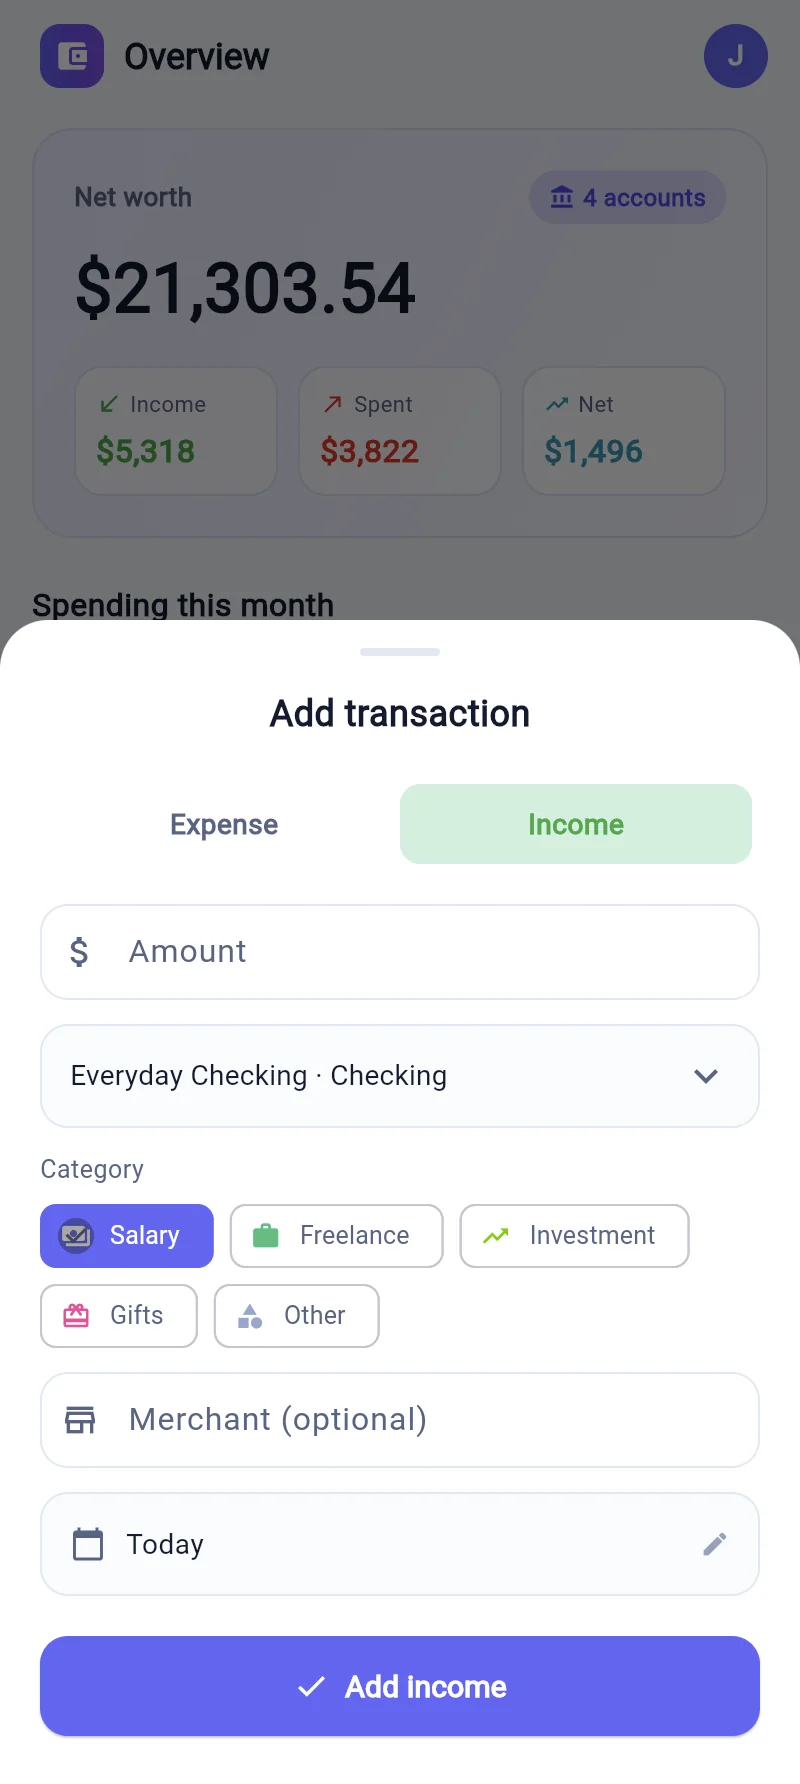 Overview
J
Net worth
4 accounts
$21,303.54
Income
Spent
Net
$5,318
$3,822
$1,496
Spending this month
Add transaction
Expense
Income
$ Amount
Everyday Checking · Checking
Category
Salary
Freelance
Investment
Gifts
Other
Merchant (optional)
Today
Add income